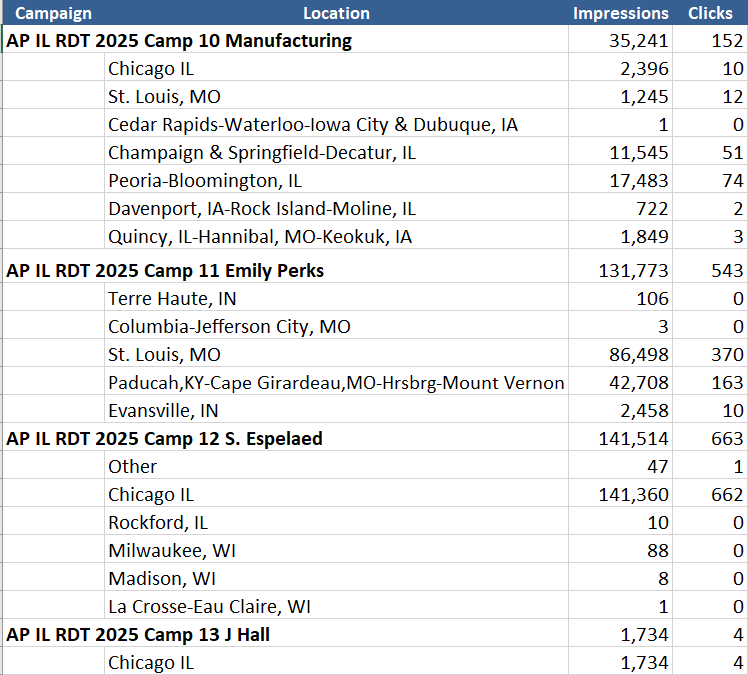 Campaign Location Impressions Clicks
AP IL RDT 2025 Camp 10 Manufacturing 35,241 152
Chicago IL 2,396 10
St. Louis, MO 1,245 12
Cedar Rapids-Waterloo-Iowa City & Dubuque, IA 1 0
Champaign & Springfield-Decatur, IL 11,545 51
Peoria-Bloomington, IL 17,483 74
Davenport, IA-Rock Island-Moline, IL 722 2
Quincy, IL-Hannibal, MO-Keokuk, IA 1,849 3
AP IL RDT 2025 Camp 11 Emily Perks 131,773 543
Terre Haute, IN 106 0
Columbia-Jefferson City, MO 3 0
St. Louis, MO 86,498 370
Paducah,KY-Cape Girardeau,MO-Hrsbrg-Mount Vernon 42,708 163
Evansville, IN 2,458 10
AP IL RDT 2025 Camp 12 S. Espelaed 141,514 663
Other 47 1
Chicago IL 141,360 662
Rockford, IL 10 0
Milwaukee, WI 88 0
Madison, WI 8 0
La Crosse-Eau Claire, WI 1 0
AP IL RDT 2025 Camp 13 J Hall 1,734 4
Chicago IL 1,734 4